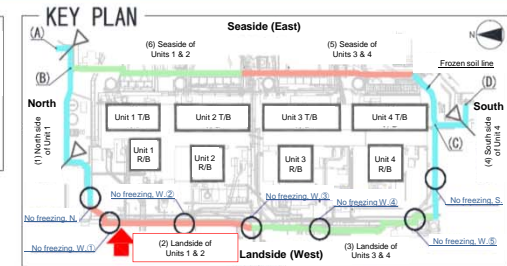 KEY PLAN
Seaside (East)
N
(A)
(6) Seaside of
Units 1 & 2
(5) Seaside of
Units 3 & 4
Frozen soil line
(B)
(D)
North
South
(1) North side
of Unit 1
(4) South side
of Unit 4
Unit 1 T/B
Unit 2 T/B
Unit 3 T/B
Unit 4 T/B
(C)
Unit 1
R/B
Unit 2
R/B
Unit 3
R/B
Unit 4
R/B
No freezing, W.②
No freezing, W.③
No freezing, W.④
No freezing, S.
No freezing, N.
No freezing, W.①
No freezing, W.⑤
(2) Landside of
Units 1 & 2
Landside (West)
(3) Landside of
Units 3 & 4